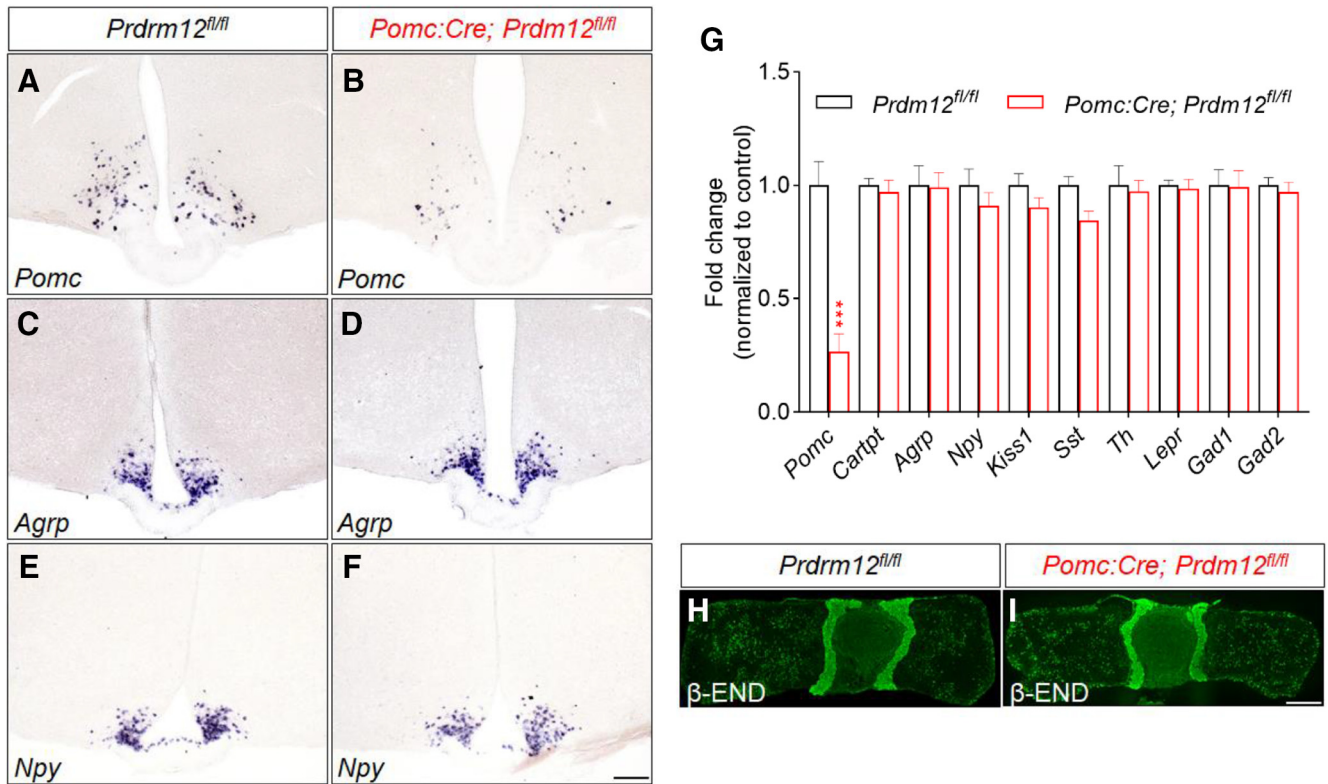 Prdrm12fl/fl
Pomc:Cre; Prdm12fl/fl
A
Pomc
B
Pomc
C
Agrp
D
Agrp
E
Npy
F
Npy
G
Fold change
(normalized to control)
1.5
1.0
0.5
0.0
Prdm12fl/fl
Pomc:Cre; Prdm12fl/fl
***
Pomc
Cartpt
Agrp
Npy
Kiss1
Sst
Th
Lepr
Gad1
Gad2
Prdrm12fl/fl
Pomc:Cre; Prdm12fl/fl
H
β-END
I
β-END